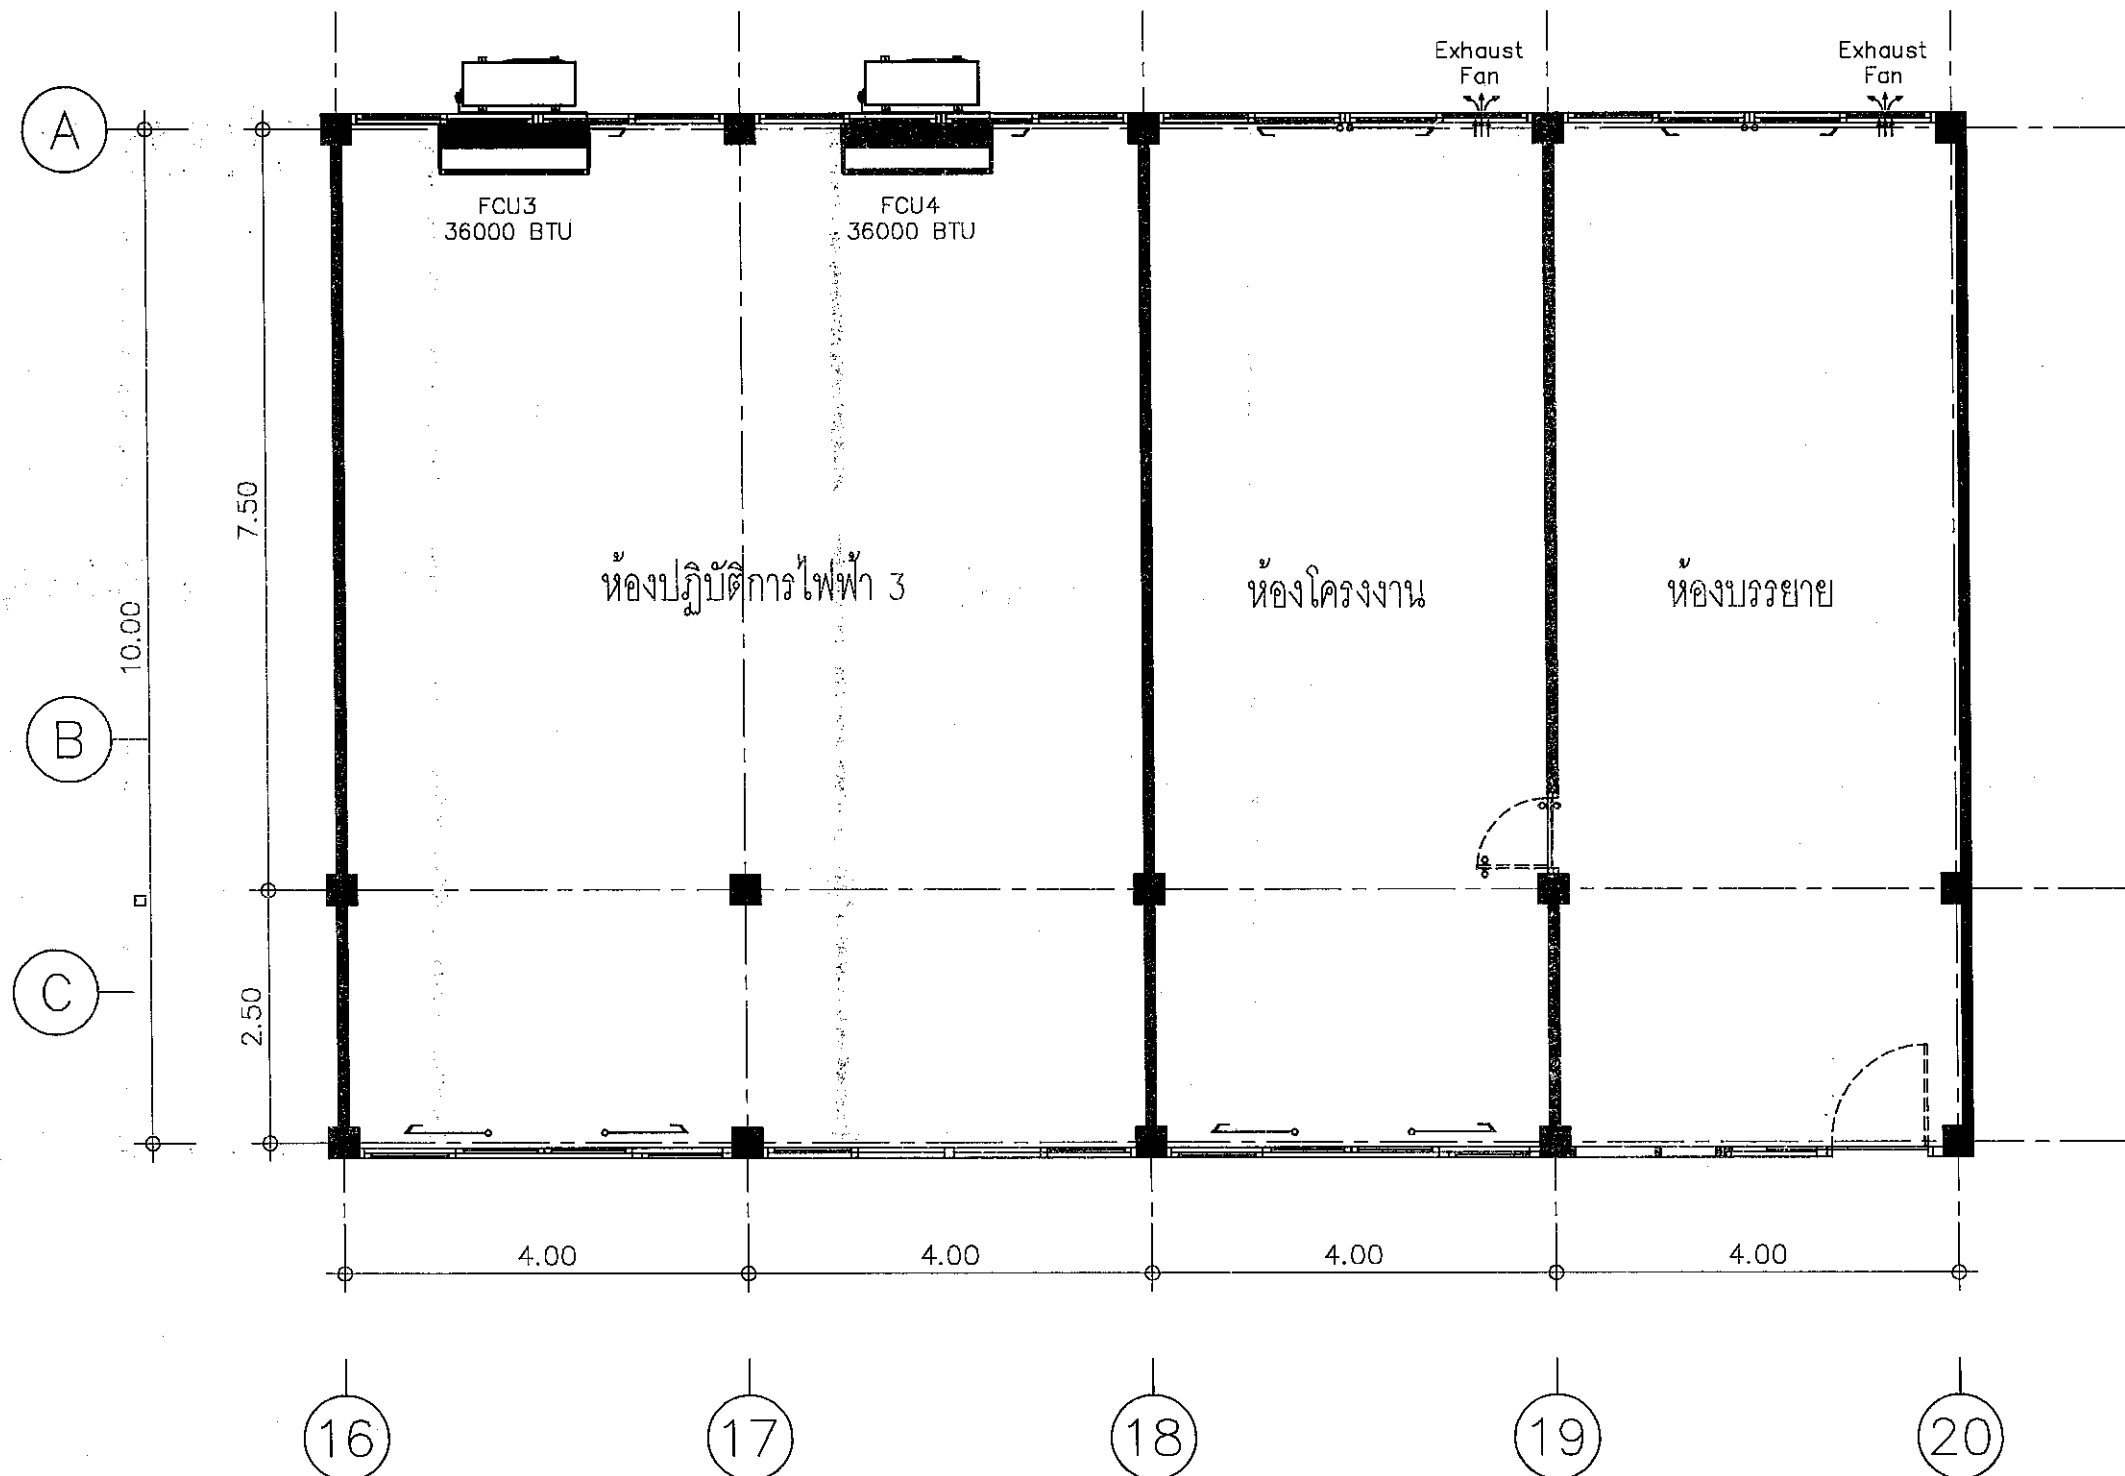 Exhaust
Fan
Exhaust
Fan
A
FCU3
36000 BTU
FCU4
36000 BTU
7.50
ห้องปฏิบัติการไฟฟ้า 3
ห้องโครงงาน
ห้องบรรยาย
10.00
B
C
2.50
4.00
4.00
4.00
4.00
16
17
18
19
20